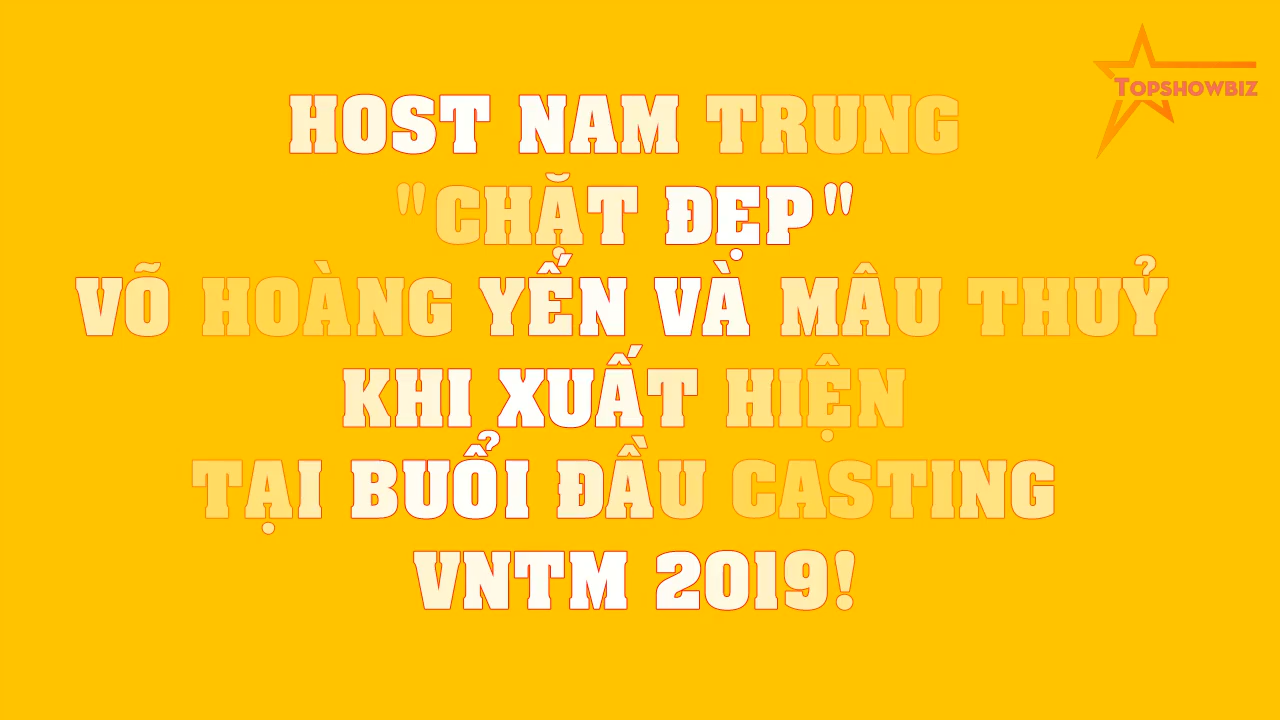 TOPSHOWBIZ
HOST NAM TRUNG
"CHẶT ĐẸP"
VÕ HOÀNG YẾN VÀ MÂU THUỶ
KHI XUẤT HIỆN
TẠI BUỔI ĐẦU CASTING
VNTM 2019!